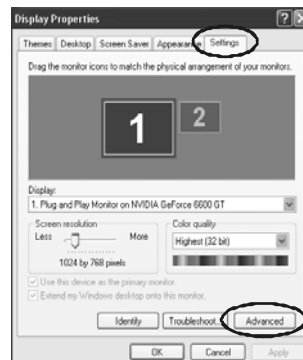 Display Properties
Themes Desktop Screen Saver Appearance Settings
Drag the monitor icons to match the physical arrangement of your monitors.
1 2
Display:
1. Plug and Play Monitor on NVIDIA GeForce 6600 GT
Screen resolution
Less More
1024 by 768 pixels
Color quality
Highest (32 bit)
Use this device as the primary monitor.
Extend my Windows desktop onto this monitor.
Identify Troubleshoot... Advanced
OK Cancel Apply